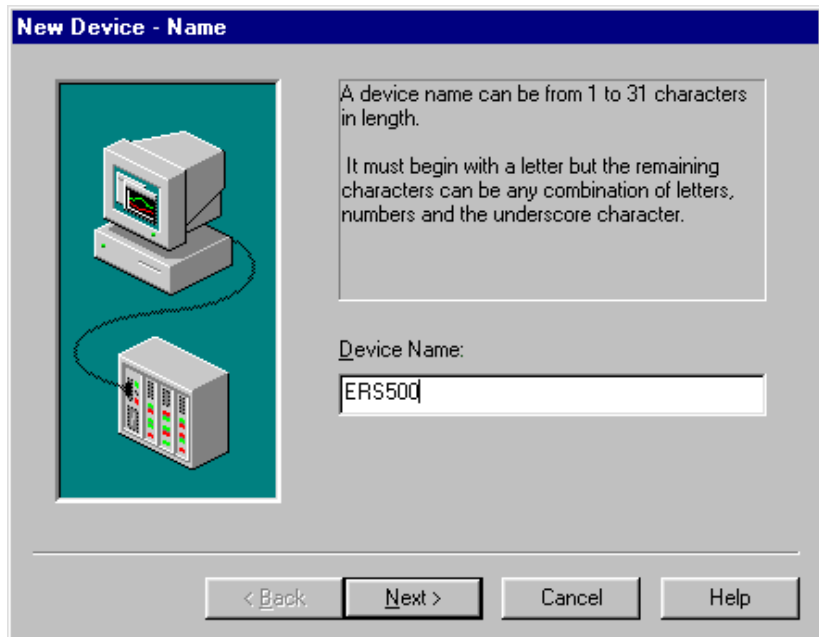 New Device - Name
A device name can be from 1 to 31 characters
in length.
It must begin with a letter but the remaining
characters can be any combination of letters,
numbers and the underscore character.
Device Name:
ERS500
< Back
Next >
Cancel
Help